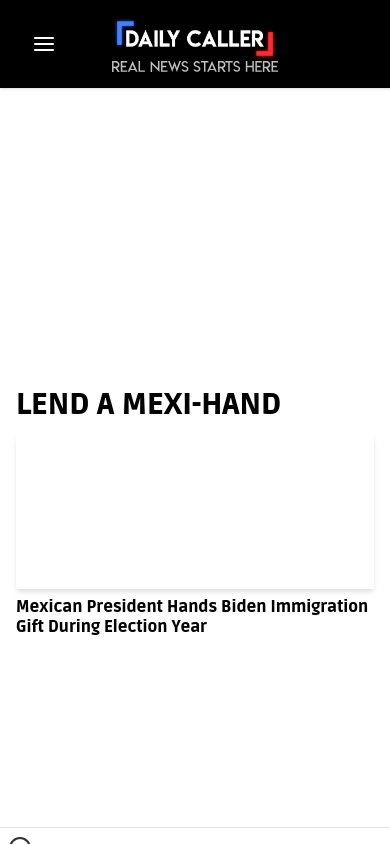 DAILY CALLER
REAL NEWS STARTS HERE
LEND A MEXI-HAND
Mexican President Hands Biden Immigration
Gift During Election Year